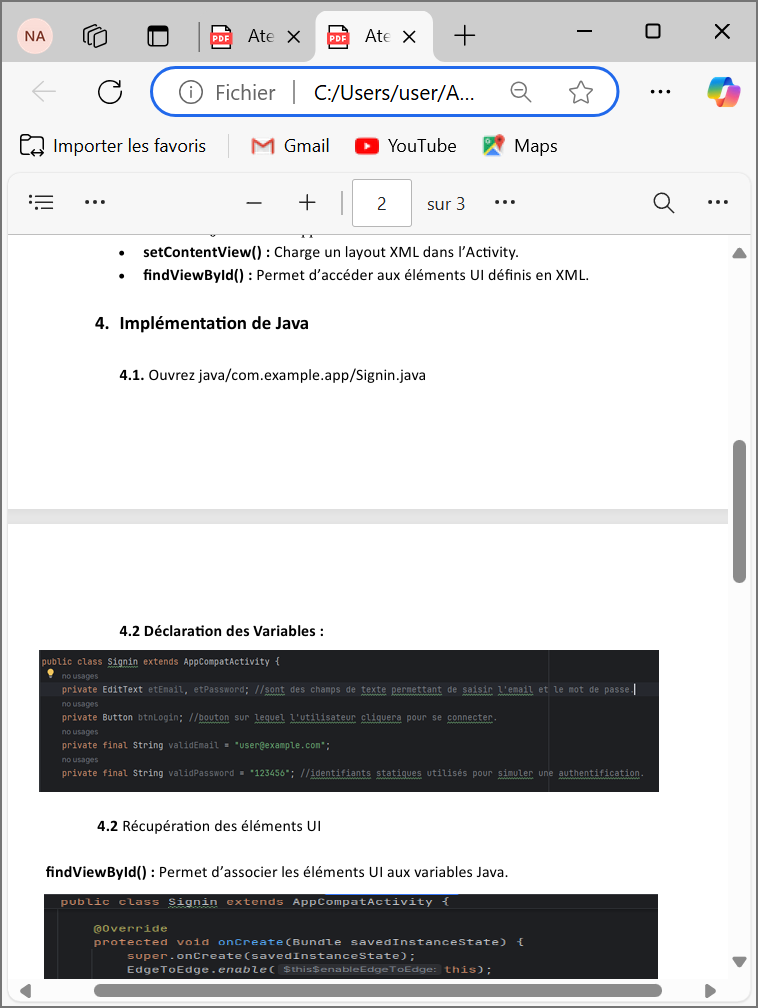 NA
PDF Ate
PDF Ate
Fichier C:/Users/user/A...
Importer les favoris Gmail YouTube Maps
2 sur 3
• setContentView() : Charge un layout XML dans l’Activity.
• findViewById() : Permet d’accéder aux éléments UI définis en XML.
4. Implémentation de Java
4.1. Ouvrez java/com.example.app/Signin.java
4.2 Déclaration des Variables :
public class Signin extends AppCompatActivity {
no usages
private EditText etEmail, etPassword; //sont des champs de texte permettant de saisir l'email et le mot de passe.
no usages
private Button btnLogin; //bouton sur lequel l'utilisateur cliquera pour se connecter.
no usages
private final String validEmail = "user@example.com";
no usages
private final String validPassword = "123456"; //identifiants statiques utilisés pour simuler une authentification.
4.2 Récupération des éléments UI
findViewById() : Permet d’associer les éléments UI aux variables Java.
public class Signin extends AppCompatActivity {
@Override
protected void onCreate(Bundle savedInstanceState) {
super.onCreate(savedInstanceState);
EdgeToEdge.enable( $this$enableEdgeToEdge: this);